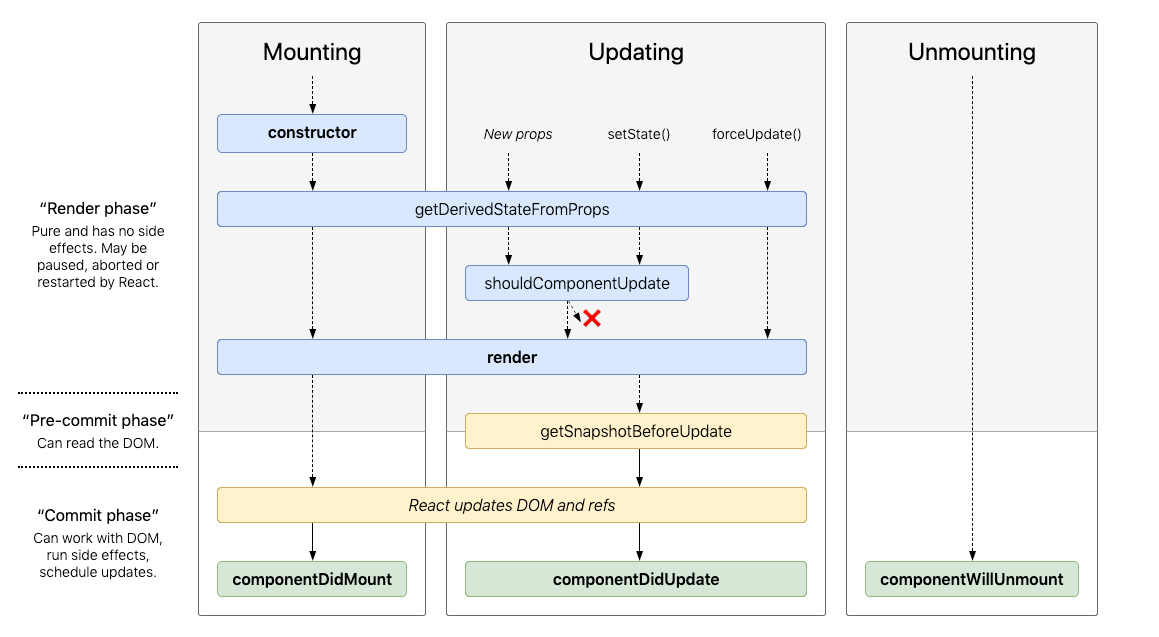 Mounting
Updating
Unmounting
constructor
New props
setState()
forceUpdate()
“Render phase”
Pure and has no side
effects. May be
paused, aborted or
restarted by React.
getDerivedStateFromProps
shouldComponentUpdate
render
“Pre-commit phase”
Can read the DOM.
getSnapshotBeforeUpdate
“Commit phase”
Can work with DOM,
run side effects,
schedule updates.
React updates DOM and refs
componentDidMount
componentDidUpdate
componentWillUnmount